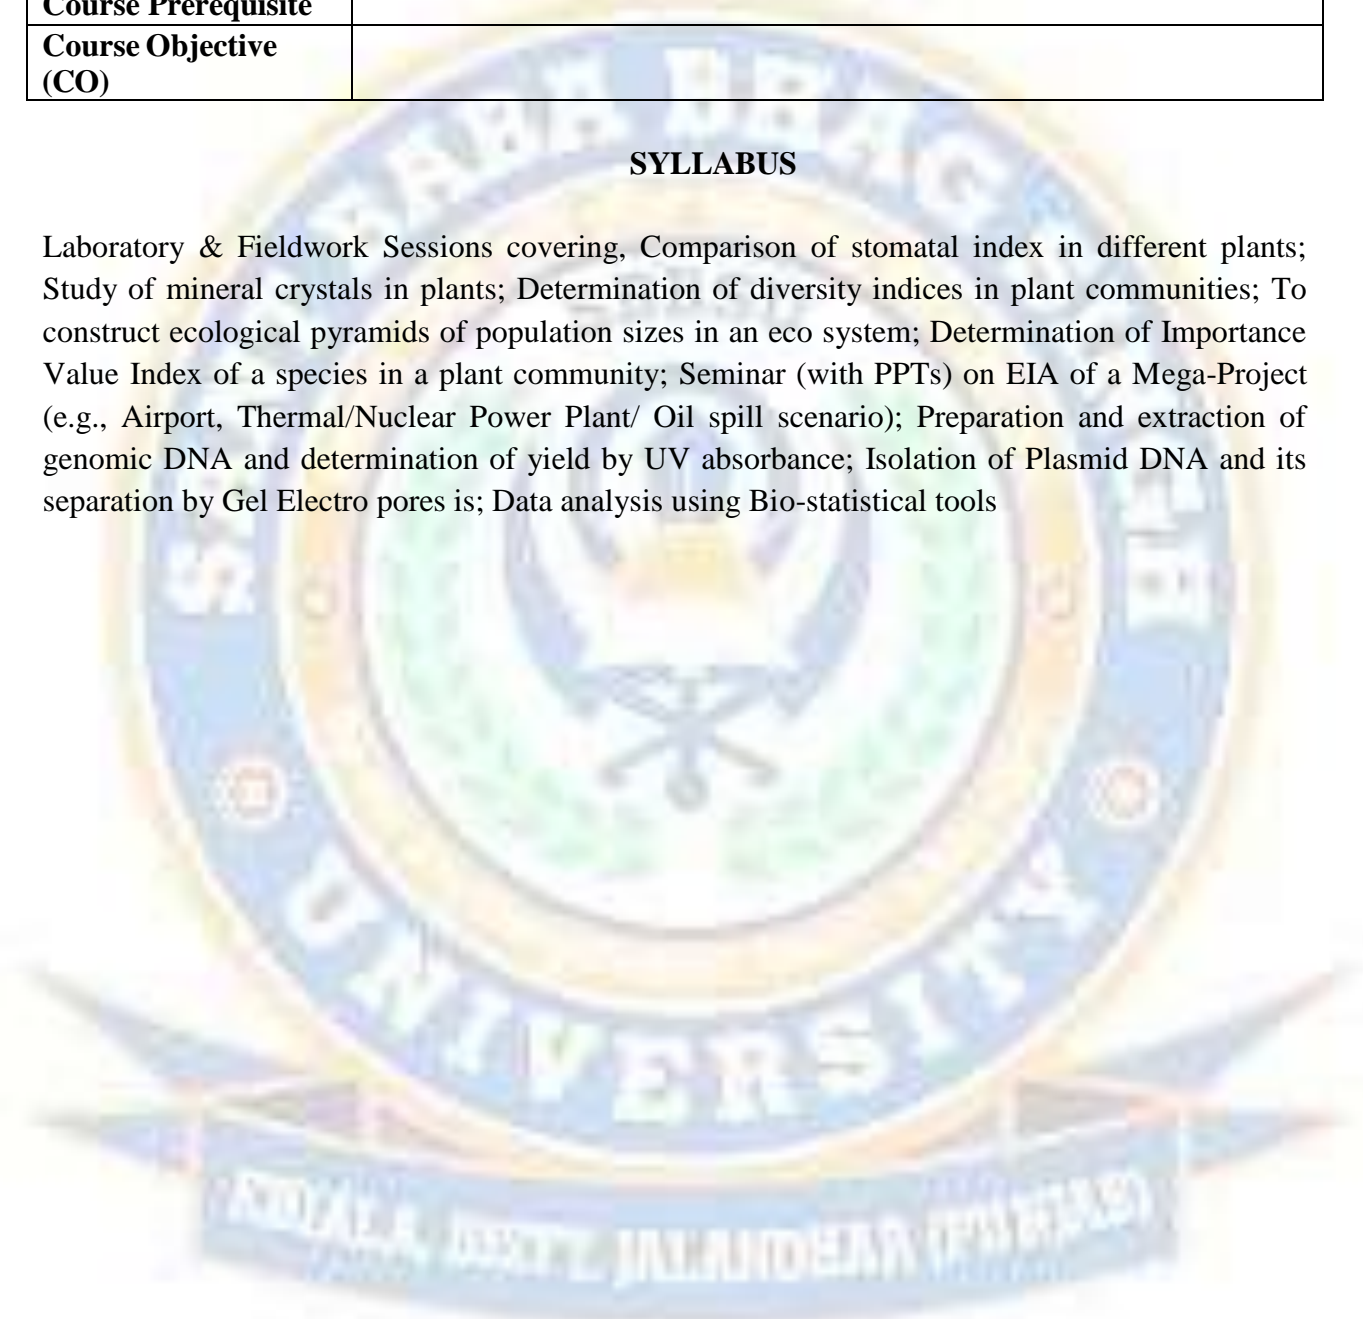 Course Prerequisite
Course Objective
(CO)
SYLLABUS
Laboratory & Fieldwork Sessions covering, Comparison of stomatal index in different plants;
Study of mineral crystals in plants; Determination of diversity indices in plant communities; To
construct ecological pyramids of population sizes in an eco system; Determination of Importance
Value Index of a species in a plant community; Seminar (with PPTs) on EIA of a Mega-Project
(e.g., Airport, Thermal/Nuclear Power Plant/ Oil spill scenario); Preparation and extraction of
genomic DNA and determination of yield by UV absorbance; Isolation of Plasmid DNA and its
separation by Gel Electro pores is; Data analysis using Bio-statistical tools
BABA BHAG
UNIVERSITY
JALANDHAR (PUNJAB)